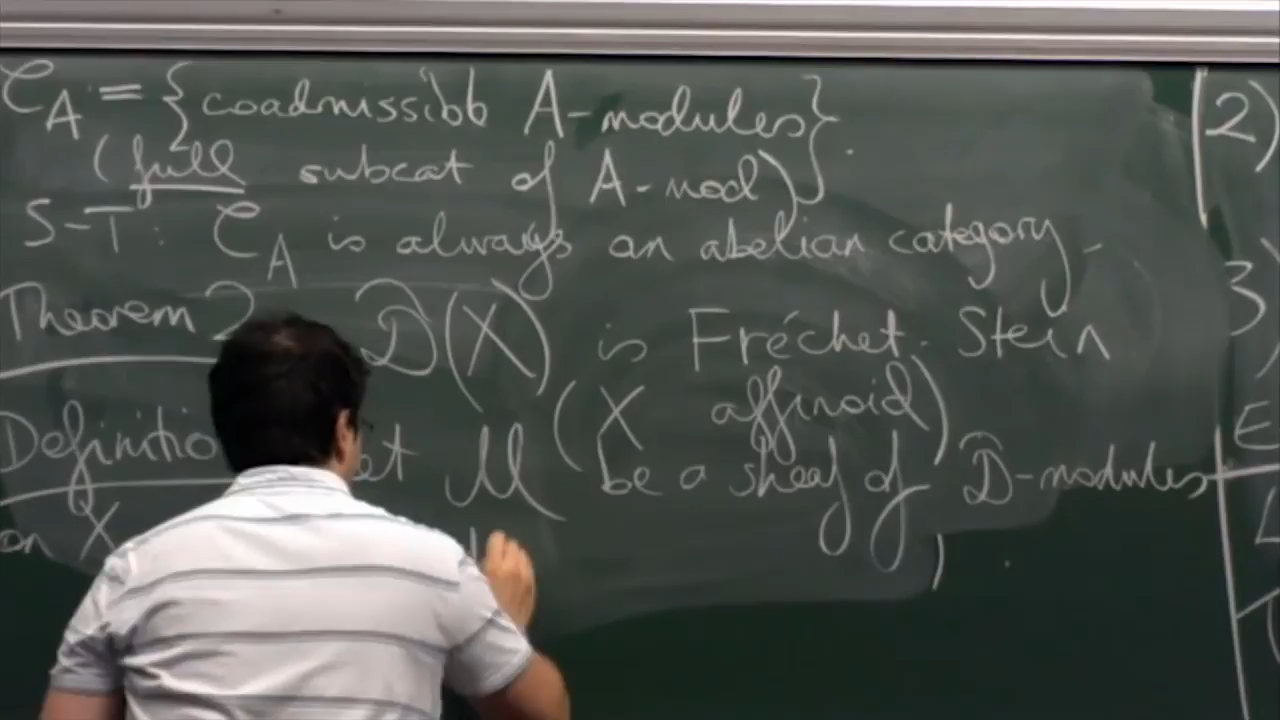 𝒞_A = {coadmissible A-modules}.
(full subcat of A-mod)
S-T: 𝒞_A is always an abelian category.
Theorem 2 D̂(X) is Fréchet-Stein
(X affinoid)
Definitio et M be a sheaf of D̂-modules
on X
2)
3)
E